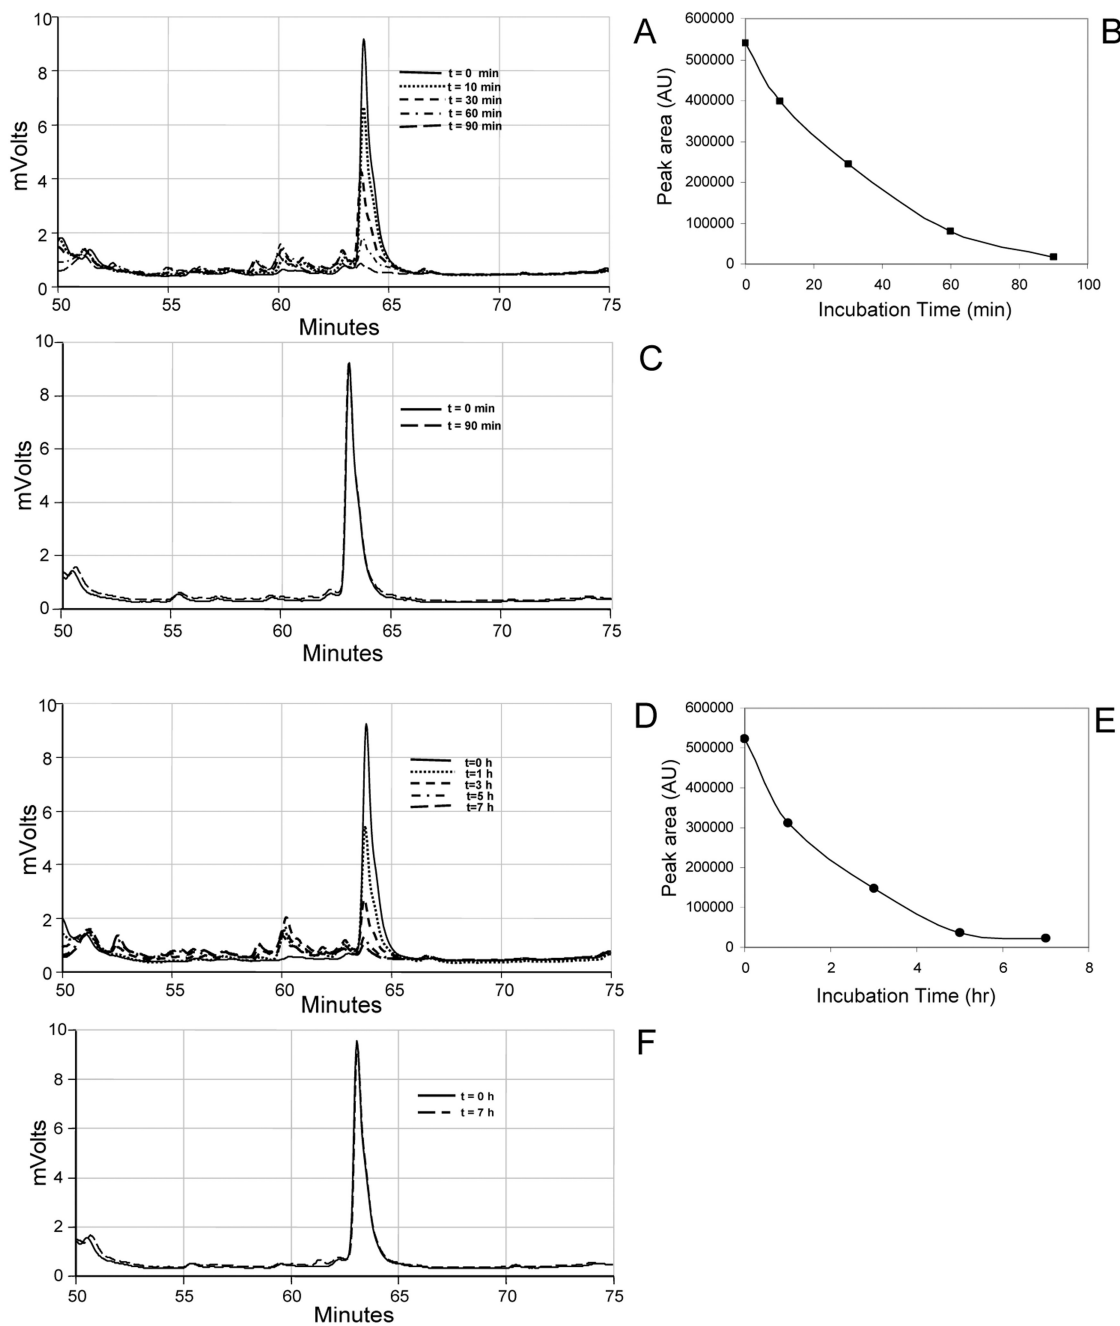 A
10
8
6
4
2
0
mVolts
t = 0 min
t = 10 min
t = 30 min
t = 60 min
t = 90 min
50 55 60 65 70 75
Minutes
B
600000
500000
400000
300000
200000
100000
0
Peak area (AU)
0 20 40 60 80 100
Incubation Time (min)
C
10
8
6
4
2
0
mVolts
t = 0 min
t = 90 min
50 55 60 65 70 75
Minutes
D
10
8
6
4
2
0
mVolts
t=0 h
t=1 h
t=3 h
t=5 h
t=7 h
50 55 60 65 70 75
Minutes
E
600000
500000
400000
300000
200000
100000
0
Peak area (AU)
0 2 4 6 8
Incubation Time (hr)
F
10
8
6
4
2
0
mVolts
t = 0 h
t = 7 h
50 55 60 65 70 75
Minutes